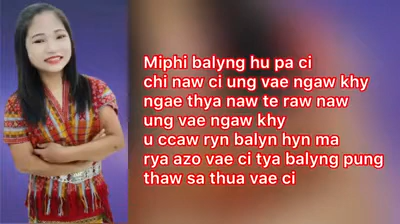 Miphi balyng hu pa ci
chi naw ci ung vae ngaw khy
ngae thya naw te raw naw
ung vae ngaw khy
u ccaw ryn balyn hyn ma
rya azo vae ci tya balyng pung
thaw sa thua vae ci